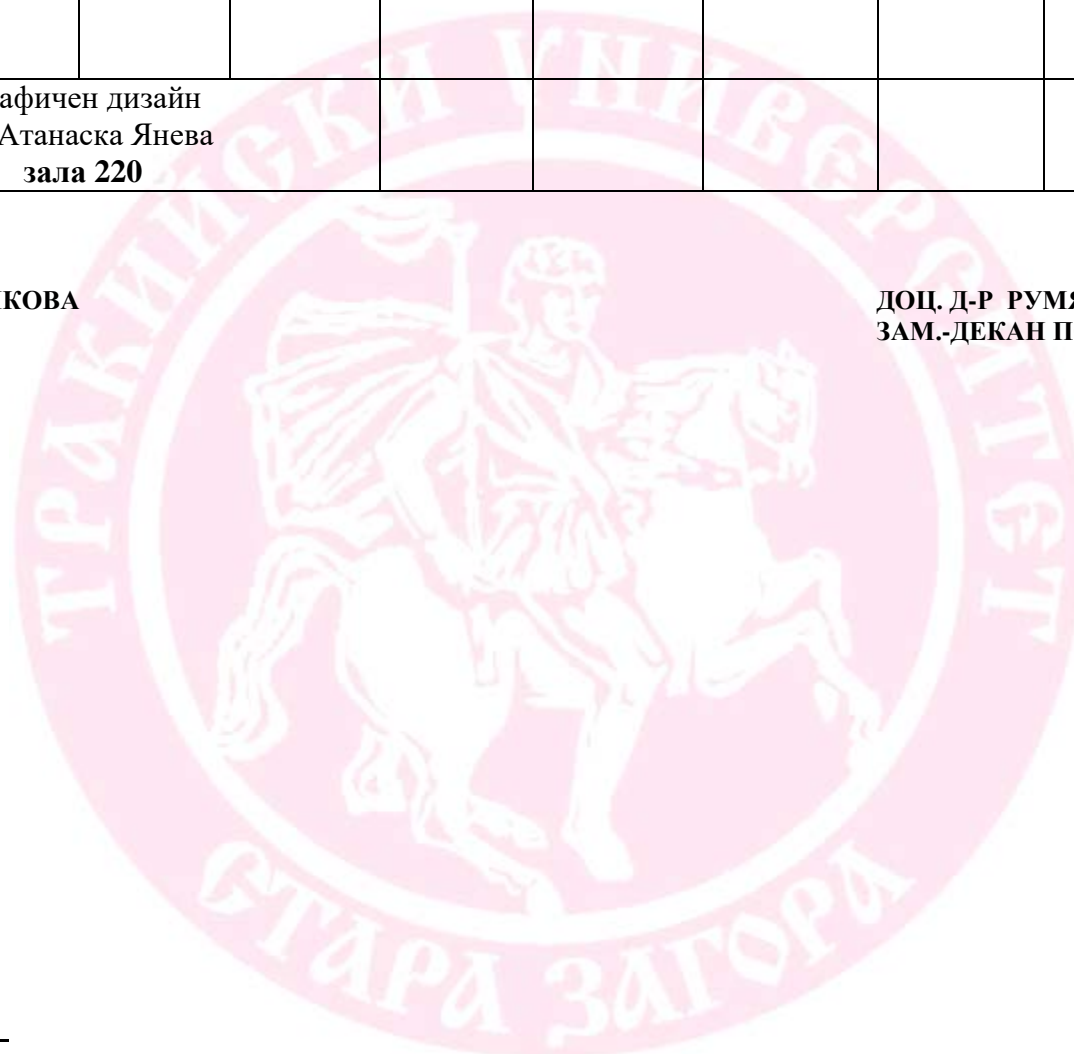 афичен дизайн
Атанаска Янева
зала 220
КОВА
ДОЦ. Д-Р РУМЯ
ЗАМ.-ДЕКАН П
ТРАКИЙСКИ УНИВЕРСИТЕТ
СТАРА ЗАГОРА